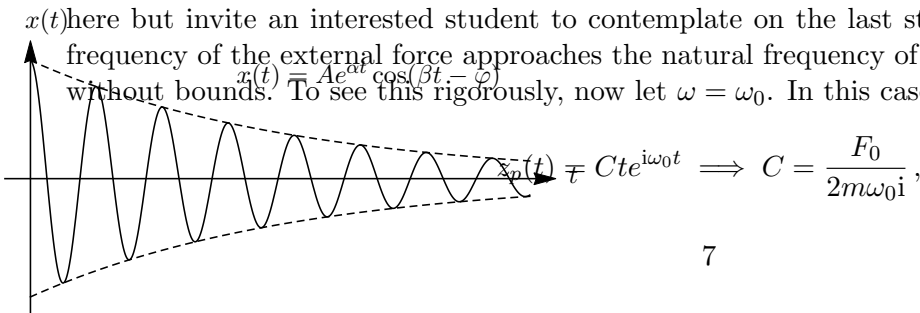 x(t)
here but invite an interested student to contemplate on the last st
frequency of the external force approaches the natural frequency of
x(t) = Ae^{αt} cos(βt − φ)
without bounds. To see this rigorously, now let ω = ω₀. In this cas
z_p(t) = Cte^{iω₀t} ⟹ C = F₀/(2mω₀i),
t
7